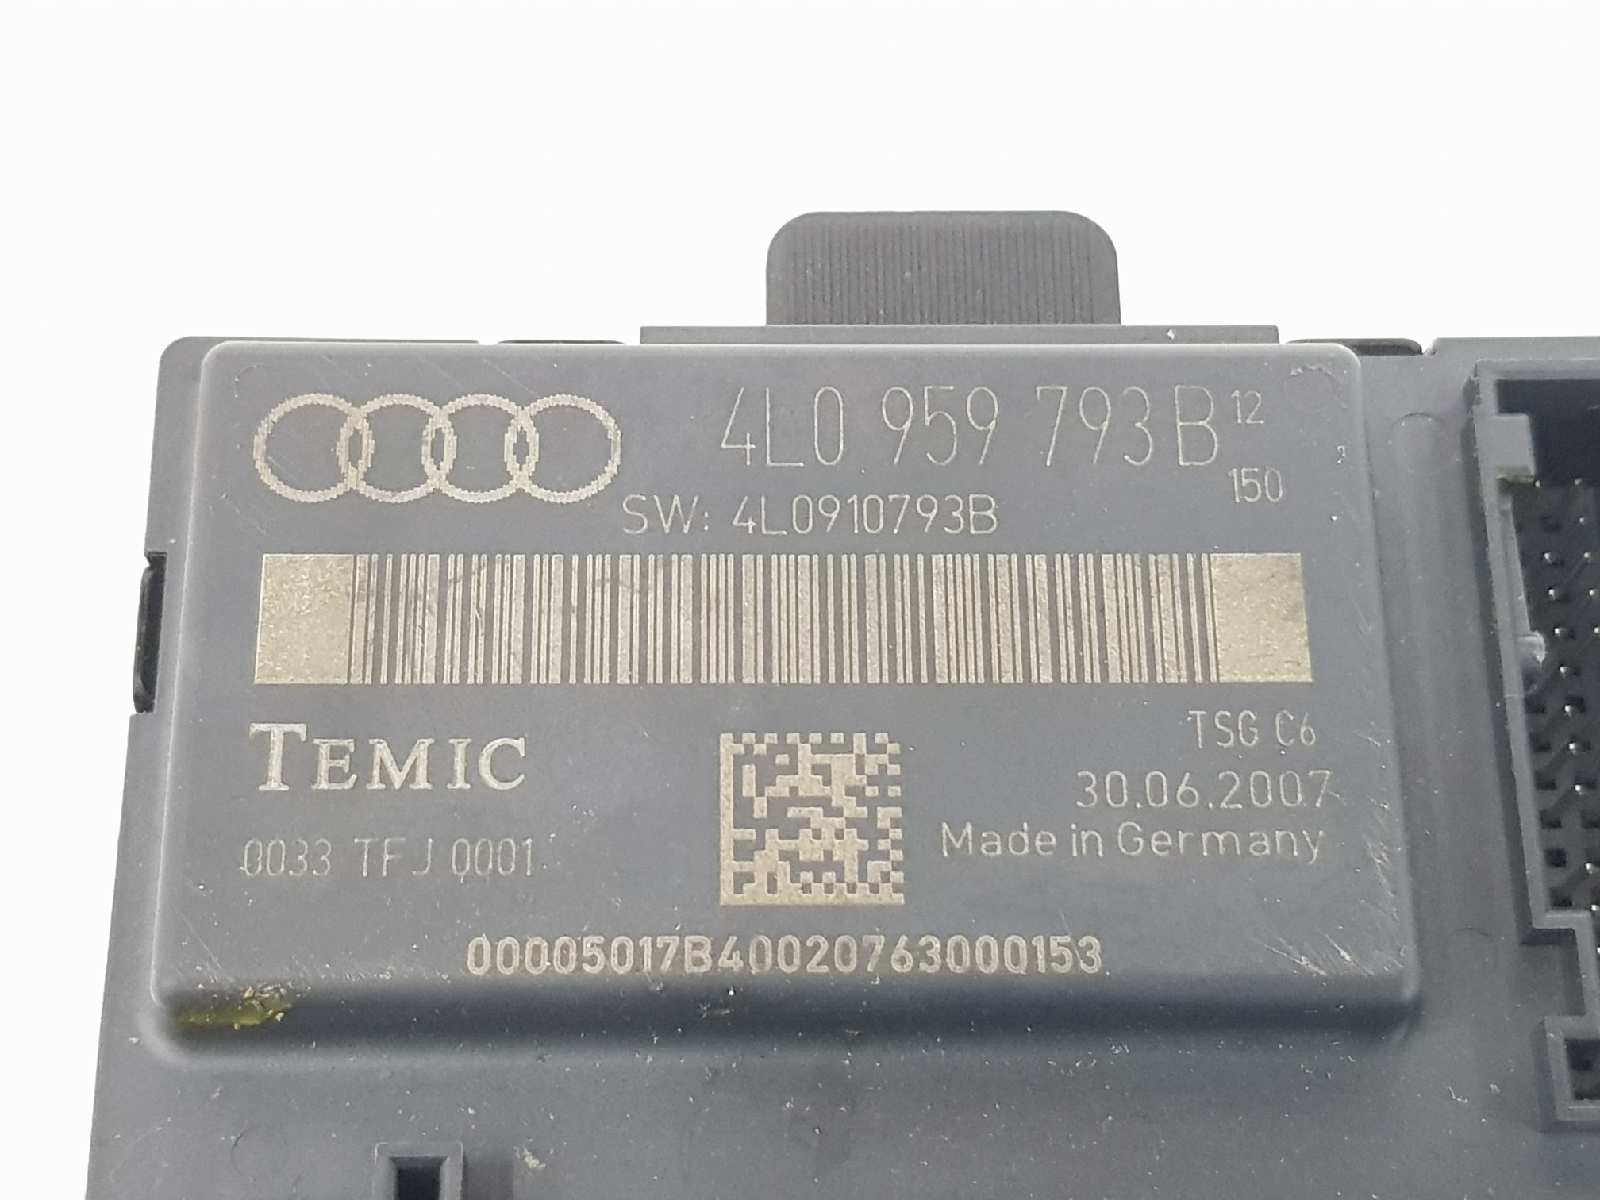 4L0 959 793B 12
150
SW: 4L0910793B
TEMIC
TSG C6
30.06.2007
Made in Germany
0033 TFJ 0001
00005017B40020763000153